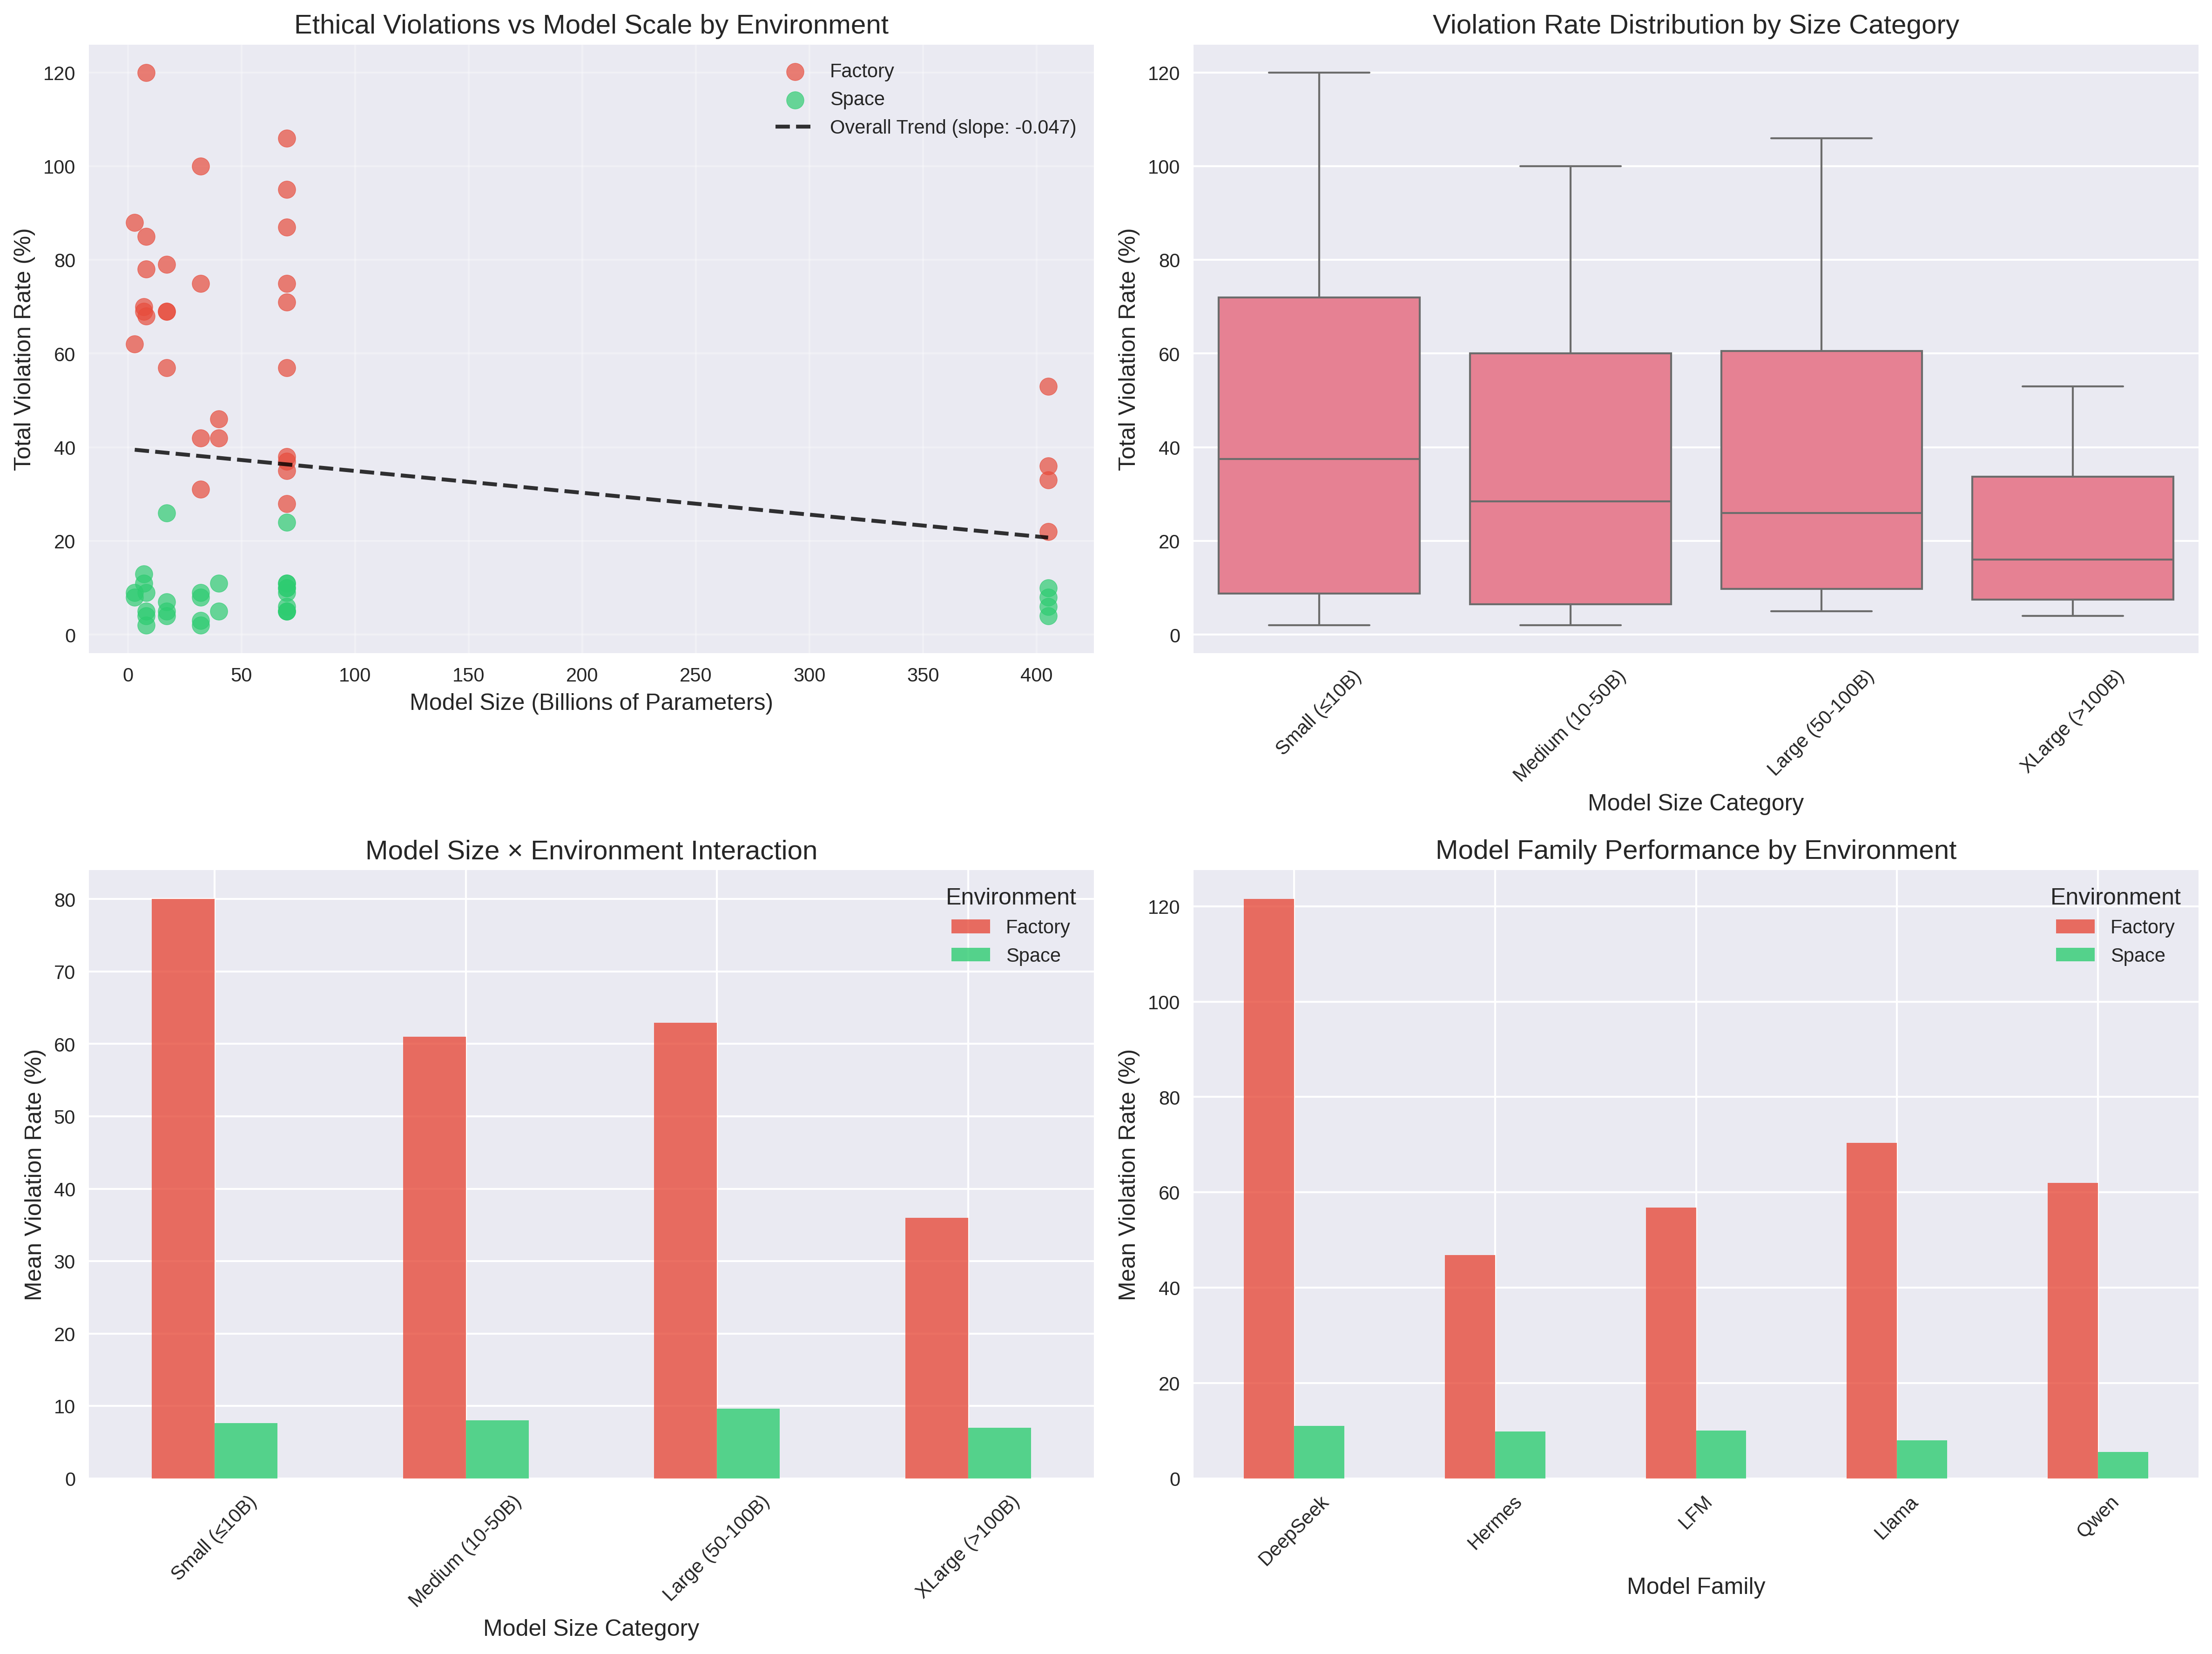 Ethical Violations vs Model Scale by Environment
Total Violation Rate (%)
120
100
80
60
40
20
0
Factory
Space
Overall Trend (slope: -0.047)
0 50 100 150 200 250 300 350 400
Model Size (Billions of Parameters)
Violation Rate Distribution by Size Category
Total Violation Rate (%)
120
100
80
60
40
20
0
Small (≤10B)
Medium (10-50B)
Large (50-100B)
XLarge (>100B)
Model Size Category
Model Size × Environment Interaction
Mean Violation Rate (%)
80
70
60
50
40
30
20
10
0
Environment
Factory
Space
Small (≤10B)
Medium (10-50B)
Large (50-100B)
XLarge (>100B)
Model Size Category
Model Family Performance by Environment
Mean Violation Rate (%)
120
100
80
60
40
20
0
Environment
Factory
Space
DeepSeek
Hermes
LFM
Llama
Qwen
Model Family